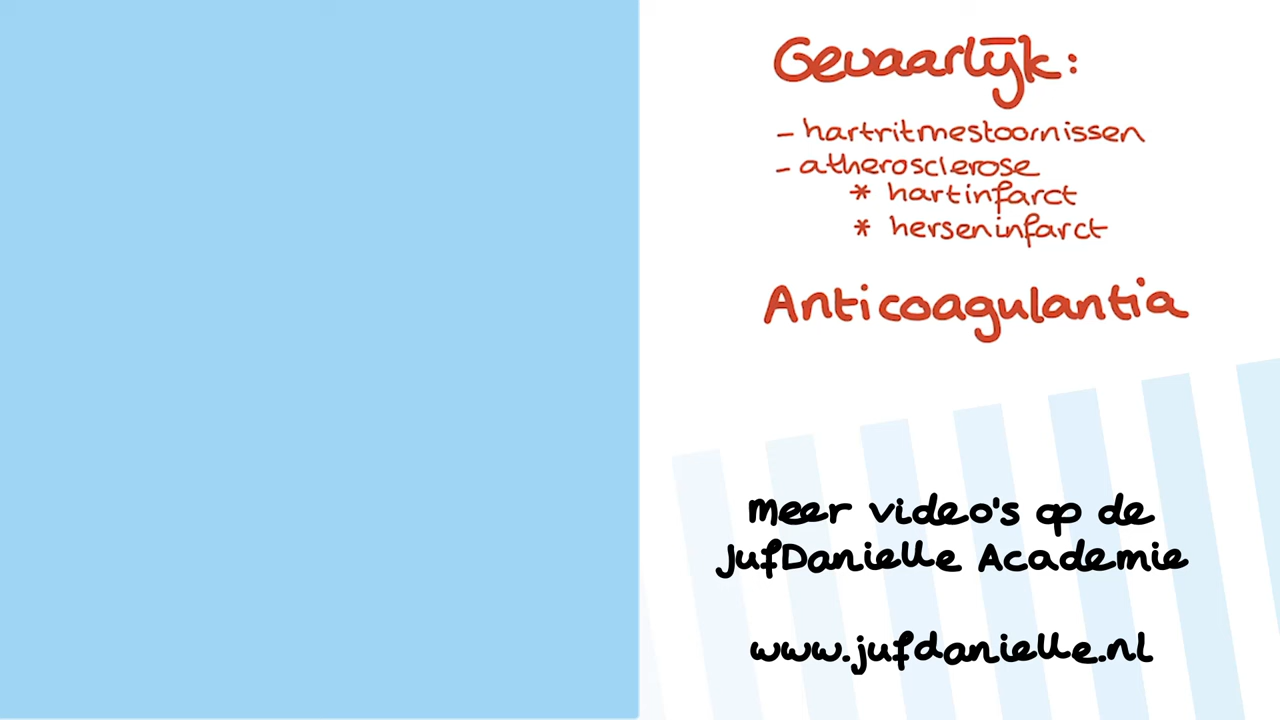 Gevaarlijk:
- hartritmestoornissen
- atherosclerose
* hartinfarct
* herseninfarct
Anticoagulantia
meer video's op de
JufDanielle Academie
www.jufdanielle.nl